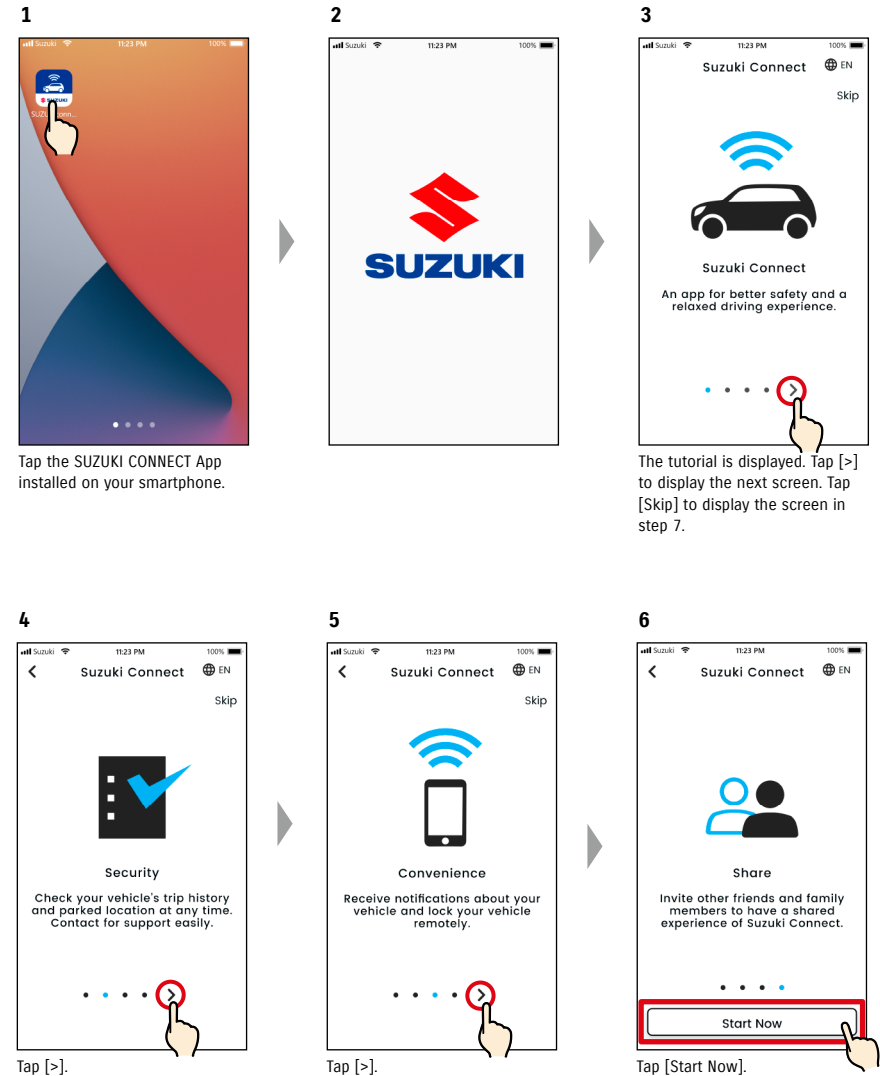 1
Suzuki 11:23 PM 100%
SUZUKI
Tap the SUZUKI CONNECT App
installed on your smartphone.
2
Suzuki 11:23 PM 100%
SUZUKI
3
Suzuki 11:23 PM 100%
Suzuki Connect EN
Skip
Suzuki Connect
An app for better safety and a
relaxed driving experience.
The tutorial is displayed. Tap [>]
to display the next screen. Tap
[Skip] to display the screen in
step 7.
4
Suzuki 11:23 PM 100%
Suzuki Connect EN
Skip
Security
Check your vehicle's trip history
and parked location at any time.
Contact for support easily.
Tap [>].
5
Suzuki 11:23 PM 100%
Suzuki Connect EN
Skip
Convenience
Receive notifications about your
vehicle and lock your vehicle
remotely.
Tap [>].
6
Suzuki 11:23 PM 100%
Suzuki Connect EN
Share
Invite other friends and family
members to have a shared
experience of Suzuki Connect.
Start Now
Tap [Start Now].